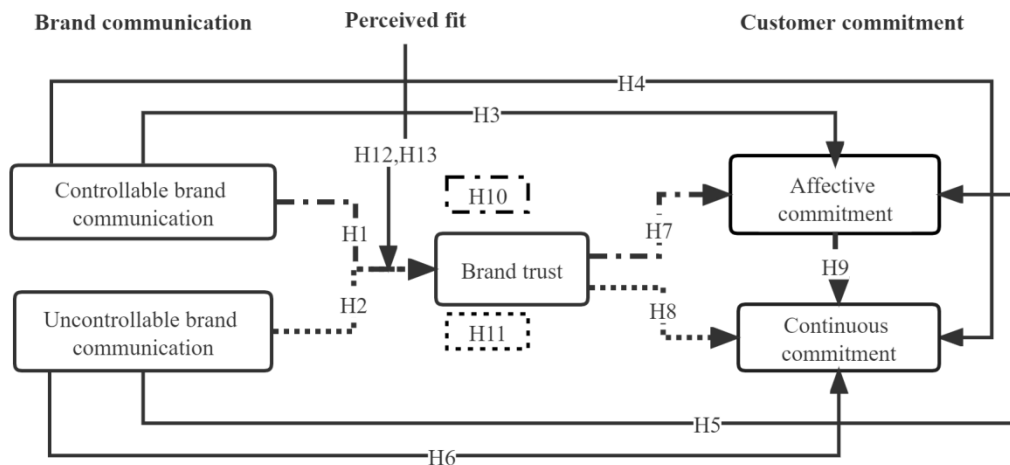 Brand communication
Perceived fit
Customer commitment
H4
H3
H12,H13
Controllable brand
communication
H10
Affective
commitment
H1
H7
Brand trust
H9
H2
H8
Uncontrollable brand
communication
H11
Continuous
commitment
H5
H6